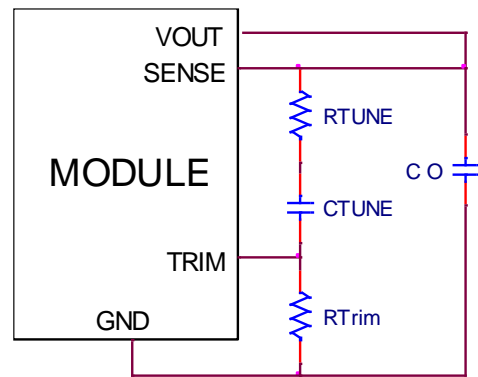 VOUT
SENSE
RTUNE
MODULE
C O
CTUNE
TRIM
GND
RTrim